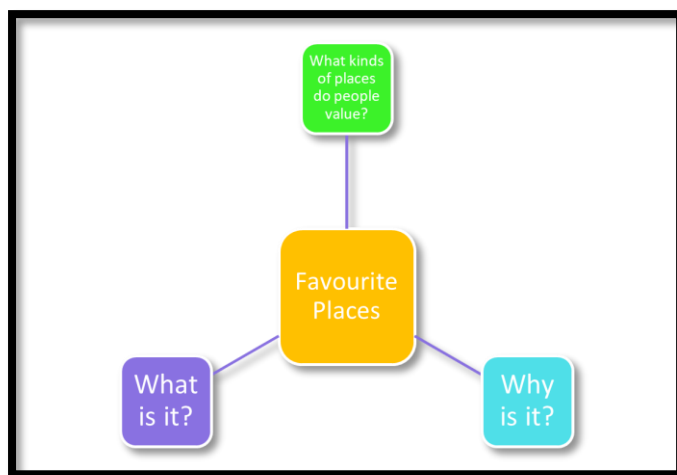 What kinds
of places
do people
value?
Favourite
Places
What
is it?
Why
is it?